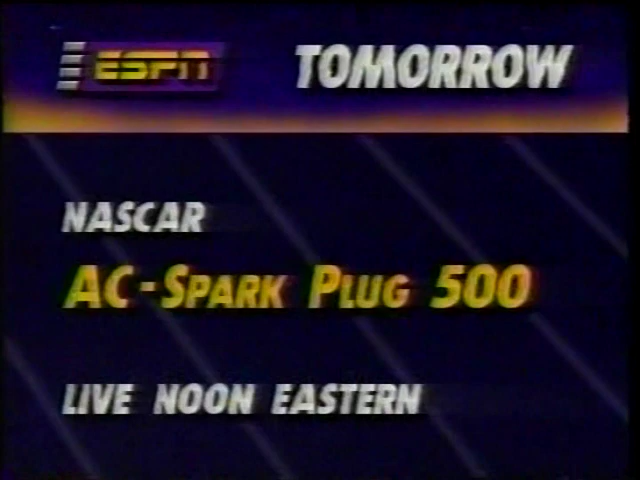 ESPN TOMORROW
NASCAR
AC-SPARK PLUG 500
LIVE NOON EASTERN